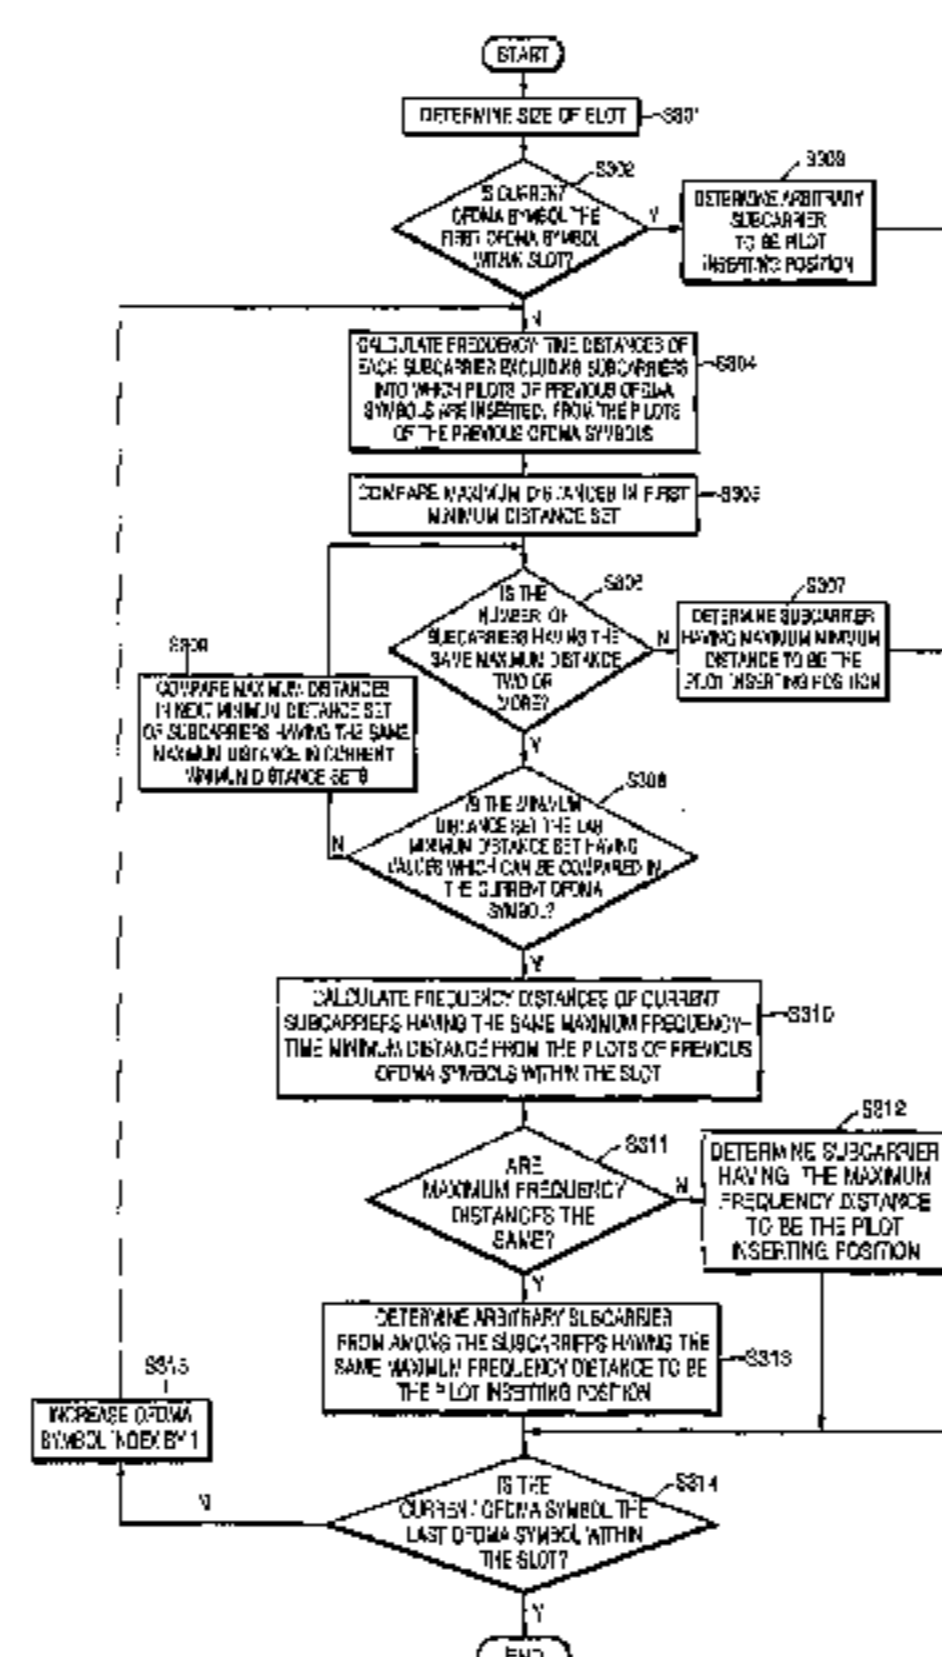 START
DETERMINE SIZE OF SLOT
S301
S302
IS CURRENT
OFDMA SYMBOL THE
FIRST OFDMA SYMBOL
WITHIN SLOT?
Y
S303
DETERMINE ARBITRARY
SUBCARRIER
TO BE PILOT
INSERTING POSITION
N
CALCULATE FREQUENCY-TIME DISTANCES OF
EACH SUBCARRIER EXCLUDING SUBCARRIERS
INTO WHICH PILOTS OF PREVIOUS OFDMA
SYMBOLS ARE INSERTED, FROM THE PILOTS
OF THE PREVIOUS OFDMA SYMBOLS
S304
COMPARE MAXIMUM DISTANCES IN FIRST
MINIMUM DISTANCE SET
S305
S306
IS THE
NUMBER OF
SUBCARRIERS HAVING THE
SAME MAXIMUM DISTANCE
TWO OR
MORE?
N
S307
DETERMINE SUBCARRIER
HAVING MAXIMUM MINIMUM
DISTANCE TO BE THE
PILOT INSERTING POSITION
S309
COMPARE MAXIMUM DISTANCES
IN NEXT MINIMUM DISTANCE SET
OF SUBCARRIERS HAVING THE SAME
MAXIMUM DISTANCE IN CURRENT
MINIMUM DISTANCE SETS
Y
S308
IS THE MINIMUM
DISTANCE SET THE LAST
MINIMUM DISTANCE SET HAVING
VALUES WHICH CAN BE COMPARED IN
THE CURRENT OFDMA
SYMBOL?
N
Y
CALCULATE FREQUENCY DISTANCES OF CURRENT
SUBCARRIERS HAVING THE SAME MAXIMUM FREQUENCY-
TIME MINIMUM DISTANCE FROM THE PILOTS OF PREVIOUS
OFDMA SYMBOLS WITHIN THE SLOT
S310
S311
ARE
MAXIMUM FREQUENCY
DISTANCES THE
SAME?
N
S312
DETERMINE SUBCARRIER
HAVING THE MAXIMUM
FREQUENCY DISTANCE
TO BE THE PILOT
INSERTING POSITION
Y
DETERMINE ARBITRARY SUBCARRIER
FROM AMONG THE SUBCARRIERS HAVING THE
SAME MAXIMUM FREQUENCY DISTANCE TO BE
THE PILOT INSERTING POSITION
S313
S315
INCREASE OFDMA
SYMBOL INDEX BY 1
S314
IS THE
CURRENT OFDMA SYMBOL THE
LAST OFDMA SYMBOL WITHIN
THE SLOT?
N
Y
END